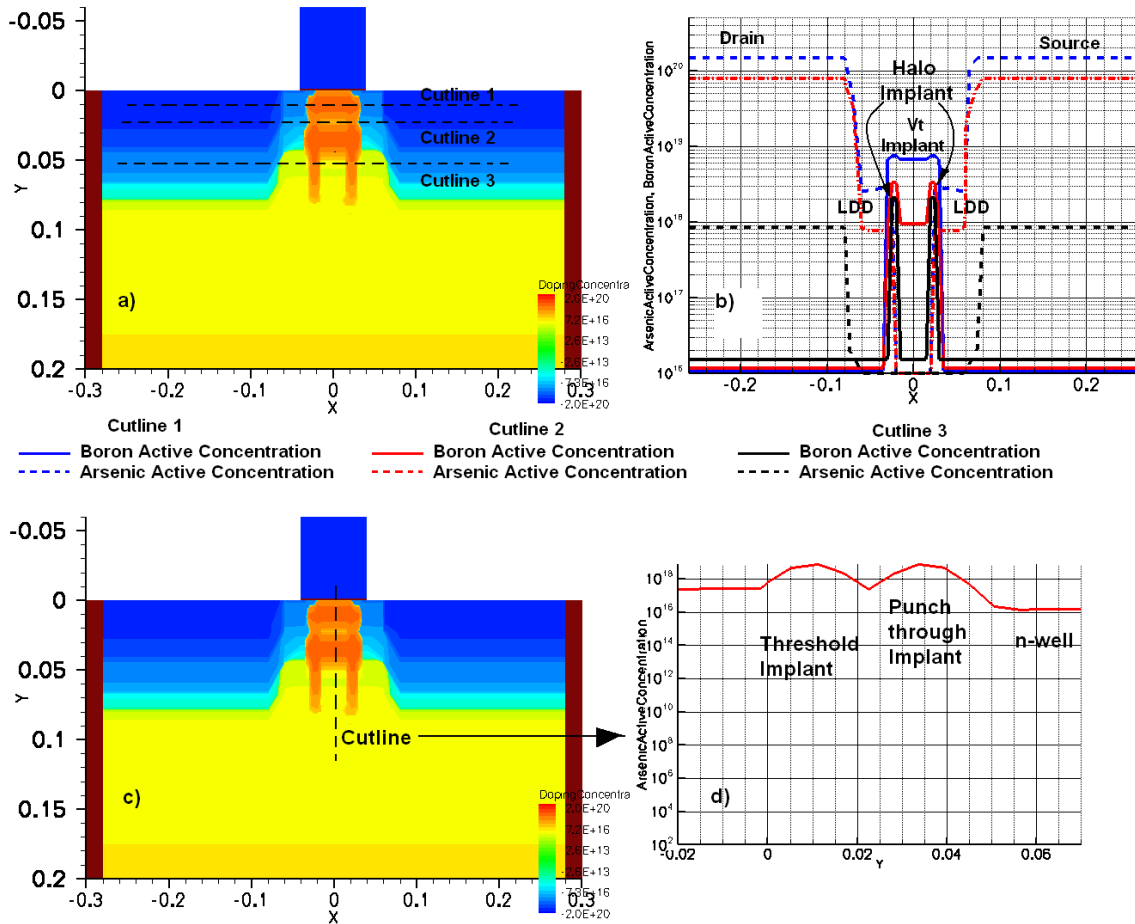 -0.05
0
0.05
0.1
0.15
0.2
Y
-0.3 -0.2 -0.1 0 0.1 0.2 0.3
X
Cutline 1
Cutline 2
Cutline 3
a)
DopingConcentra
2.0E+20
7.2E+16
2.6E+13
-7.3E+16
-2.0E+20
ArsenicActiveConcentration, BoronActiveConcentration
10^20
10^19
10^18
10^17
10^16
-0.2 -0.1 0 0.1 0.2
X
Drain
Source
Halo
Implant
Vt
Implant
LDD
LDD
b)
Cutline 1
Boron Active Concentration
Arsenic Active Concentration
Cutline 2
Boron Active Concentration
Arsenic Active Concentration
Cutline 3
Boron Active Concentration
Arsenic Active Concentration
-0.05
0
0.05
0.1
0.15
0.2
Y
-0.3 -0.2 -0.1 0 0.1 0.2 0.3
X
Cutline
c)
DopingConcentra
2.0E+20
7.2E+16
2.6E+13
-7.3E+16
-2.0E+20
ArsenicActiveConcentration
10^18
10^16
10^14
10^12
10^10
10^8
10^6
10^4
10^2
-0.02 0 0.02 0.04 0.06
Y
Threshold
Implant
Punch
through
Implant
n-well
d)